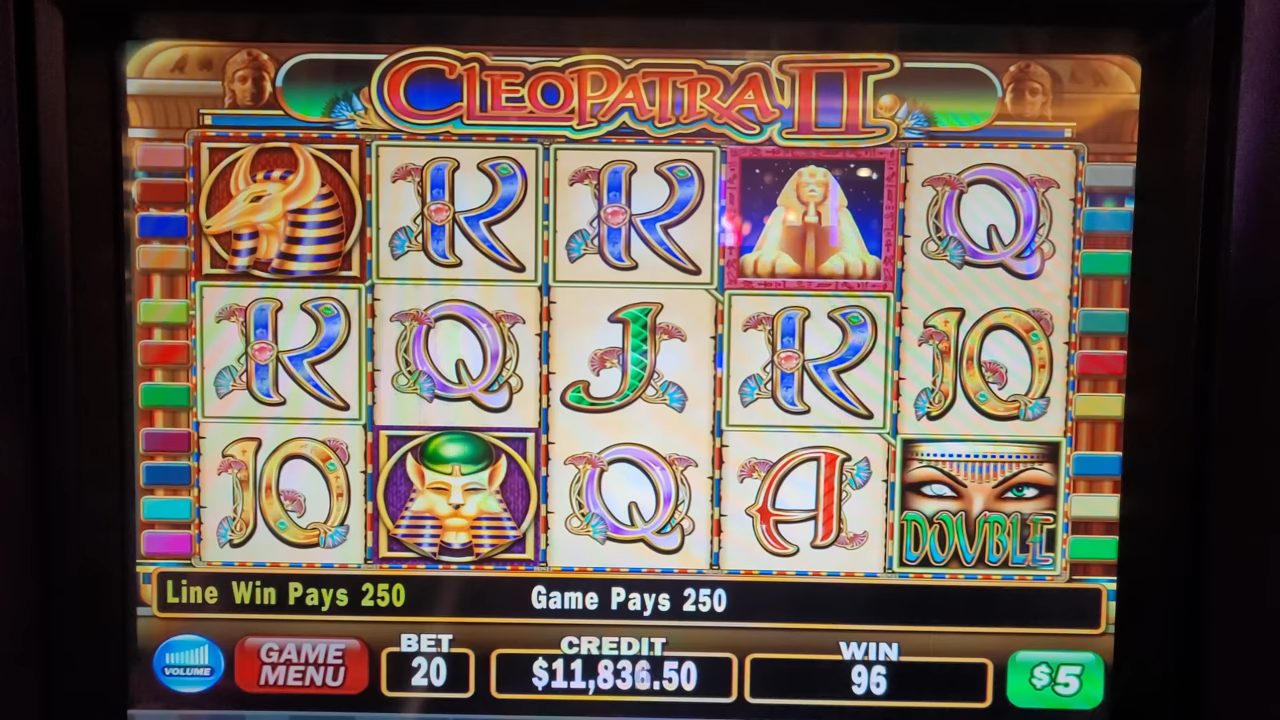 CLEOPATRA II
K K Q
K Q J K 10
10 Q A DOUBLE
Line Win Pays 250 Game Pays 250
VOLUME GAME MENU BET 20 CREDIT $11,836.50 WIN 96 $5